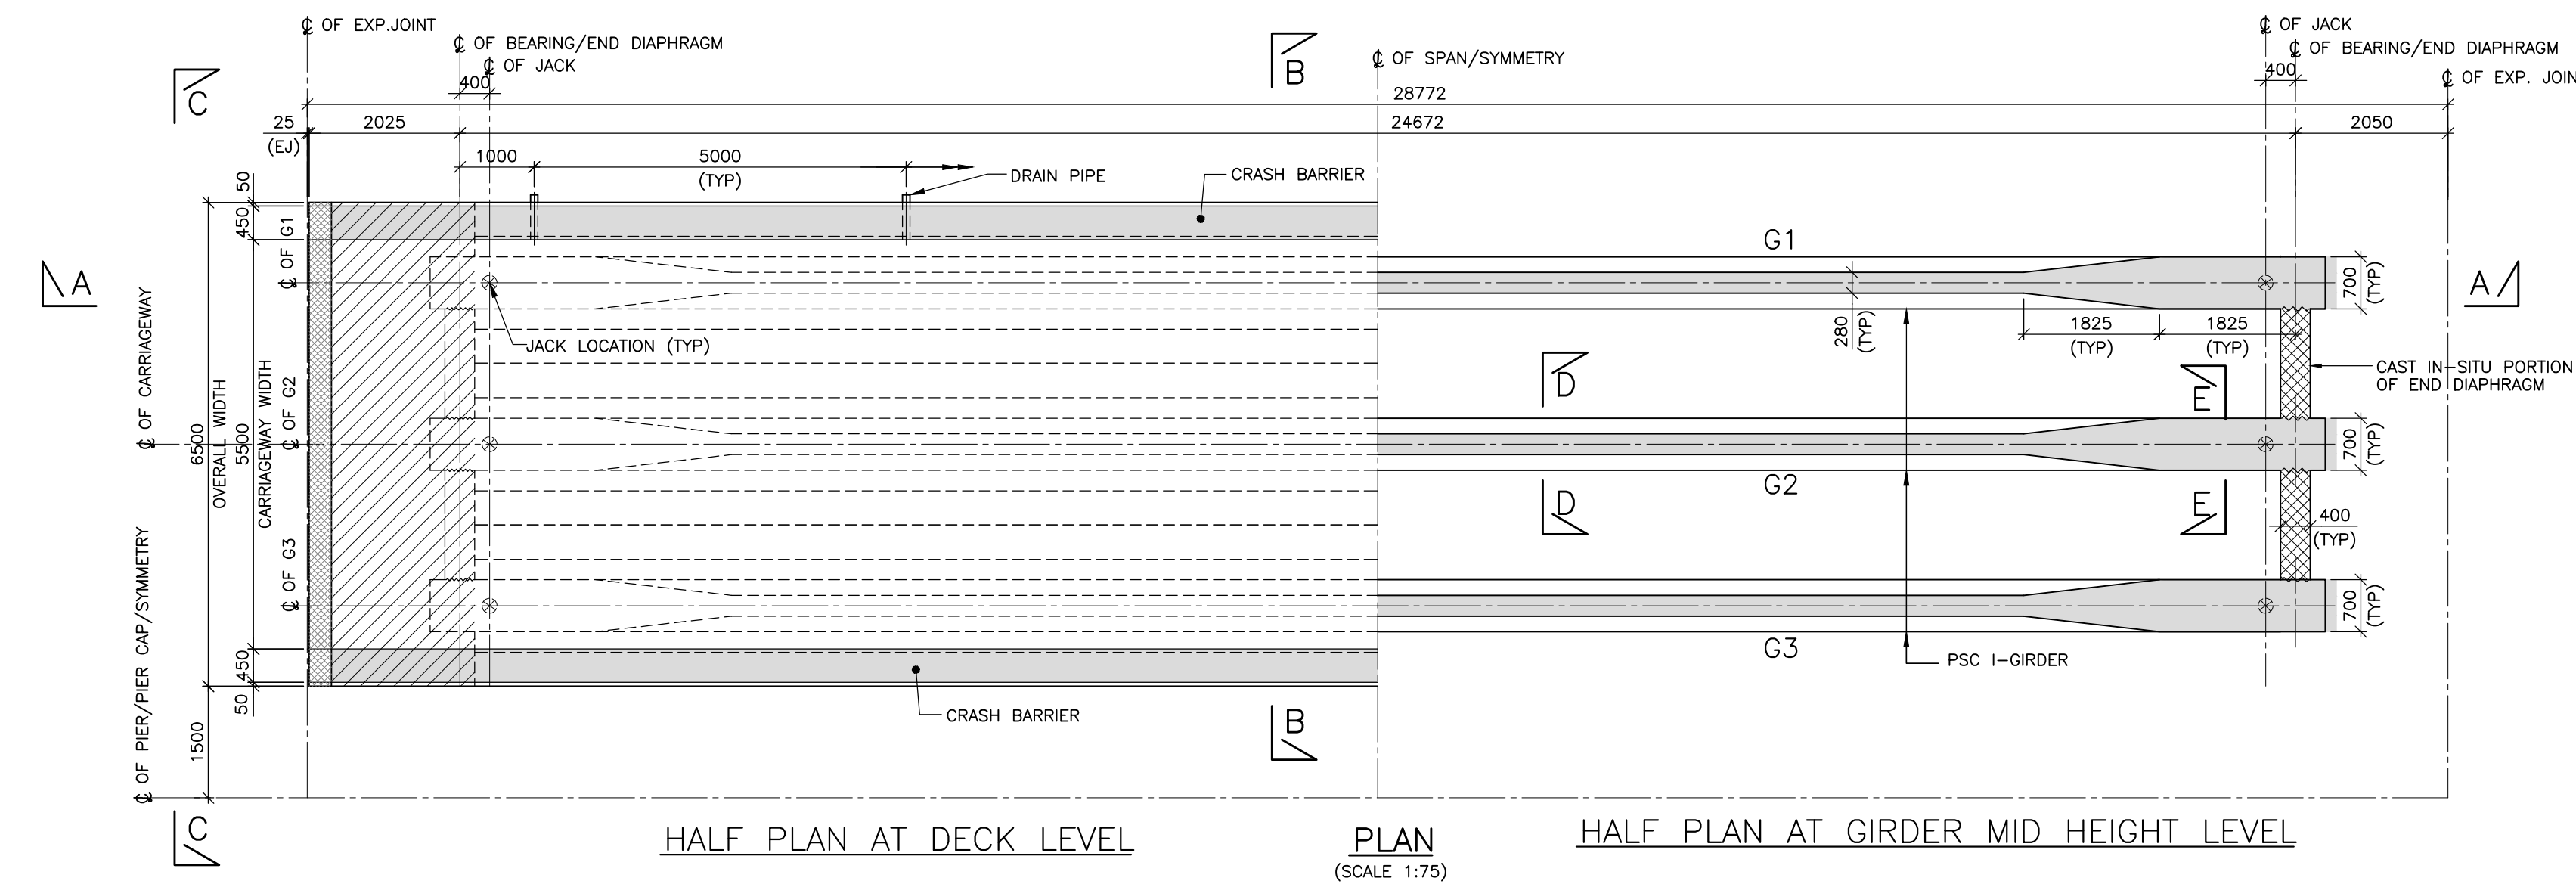 ℄ OF EXP.JOINT
℄ OF BEARING/END DIAPHRAGM
℄ OF JACK
400
℄ OF SPAN/SYMMETRY
℄ OF JACK
℄ OF BEARING/END DIAPHRAGM
400
℄ OF EXP. JOIN
C
B
28772
25
(EJ)
2025
24672
2050
1000
5000
(TYP)
DRAIN PIPE
CRASH BARRIER
50
450
℄ OF G1
G1
A
A
700
(TYP)
280
(TYP)
1825
(TYP)
1825
(TYP)
JACK LOCATION (TYP)
℄ OF CARRIAGEWAY
6500
OVERALL WIDTH
5500
CARRIAGEWAY WIDTH
℄ OF G2
D
E
CAST IN-SITU PORTION
OF END DIAPHRAGM
700
(TYP)
G2
D
E
400
(TYP)
℄ OF G3
℄ OF PIER/PIER CAP/SYMMETRY
700
(TYP)
G3
PSC I-GIRDER
450
50
1500
CRASH BARRIER
B
C
HALF PLAN AT DECK LEVEL
PLAN
(SCALE 1:75)
HALF PLAN AT GIRDER MID HEIGHT LEVEL